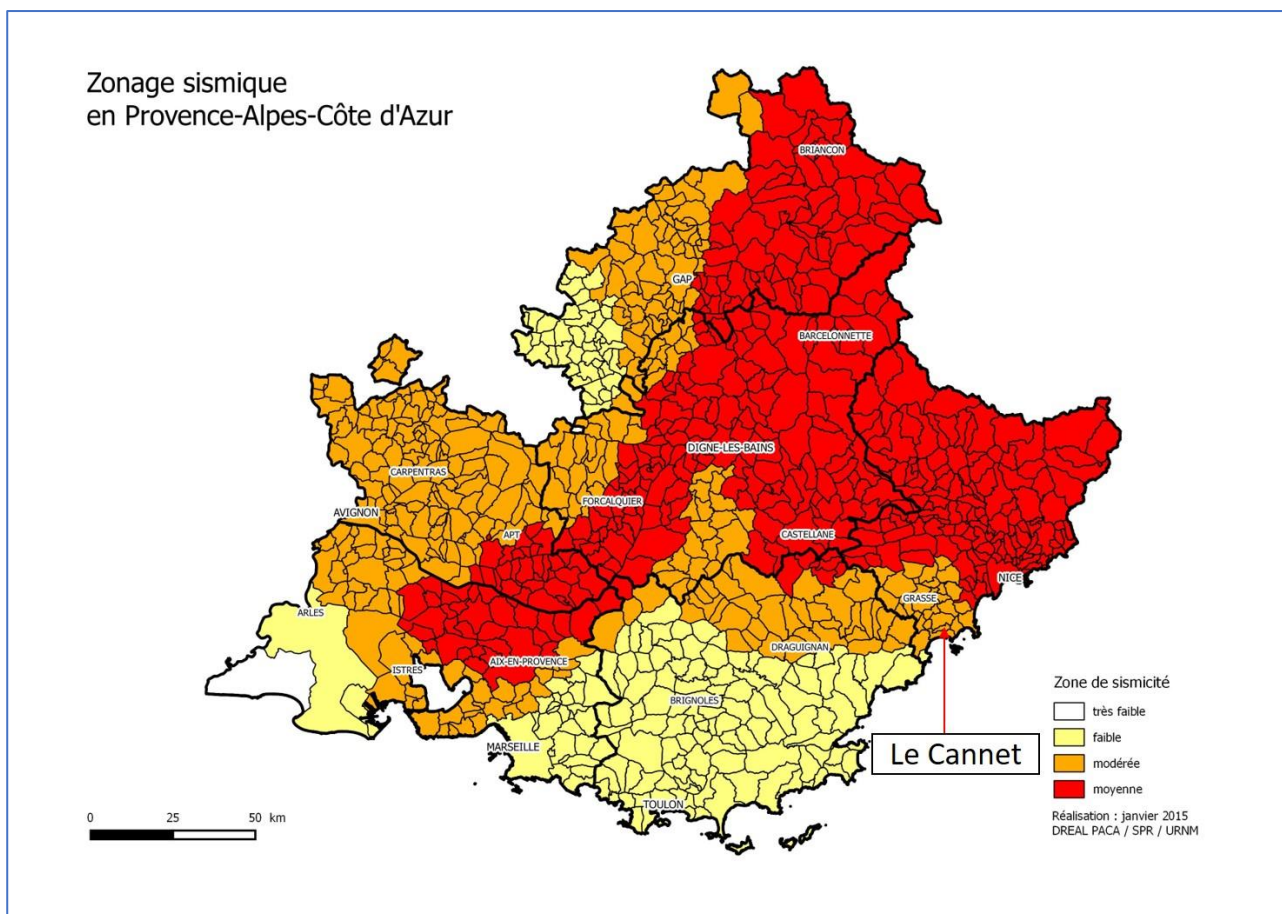 Zonage sismique
en Provence-Alpes-Côte d'Azur
BRIANCON
GAP
BARCELONNETTE
DIGNE-LES-BAINS
CARPENTRAS
FORCALQUIER
AVIGNON
APT
CASTELLANE
NICE
GRASSE
ARLES
DRAGUIGNAN
AIX-EN-PROVENCE
ISTRES
BRIGNOLES
MARSEILLE
TOULON
Le Cannet
Zone de sismicité
très faible
faible
modérée
moyenne
Réalisation : janvier 2015
DREAL PACA / SPR / URNM
0 25 50 km